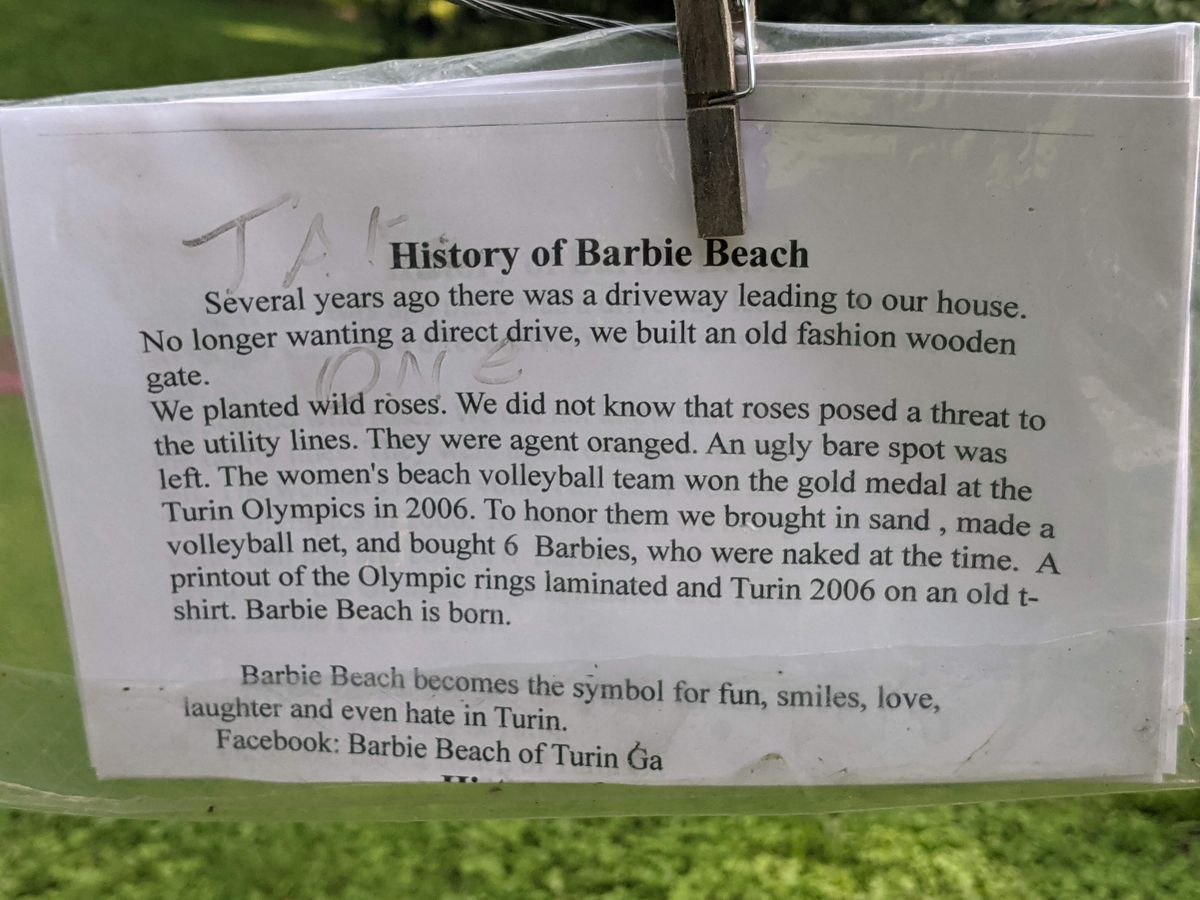 TAK
History of Barbie Beach
Several years ago there was a driveway leading to our house.
No longer wanting a direct drive, we built an old fashion wooden
gate.
ONE
We planted wild roses. We did not know that roses posed a threat to
the utility lines. They were agent oranged. An ugly bare spot was
left. The women's beach volleyball team won the gold medal at the
Turin Olympics in 2006. To honor them we brought in sand , made a
volleyball net, and bought 6 Barbies, who were naked at the time. A
printout of the Olympic rings laminated and Turin 2006 on an old t-
shirt. Barbie Beach is born.
Barbie Beach becomes the symbol for fun, smiles, love,
laughter and even hate in Turin.
Facebook: Barbie Beach of Turin Ga